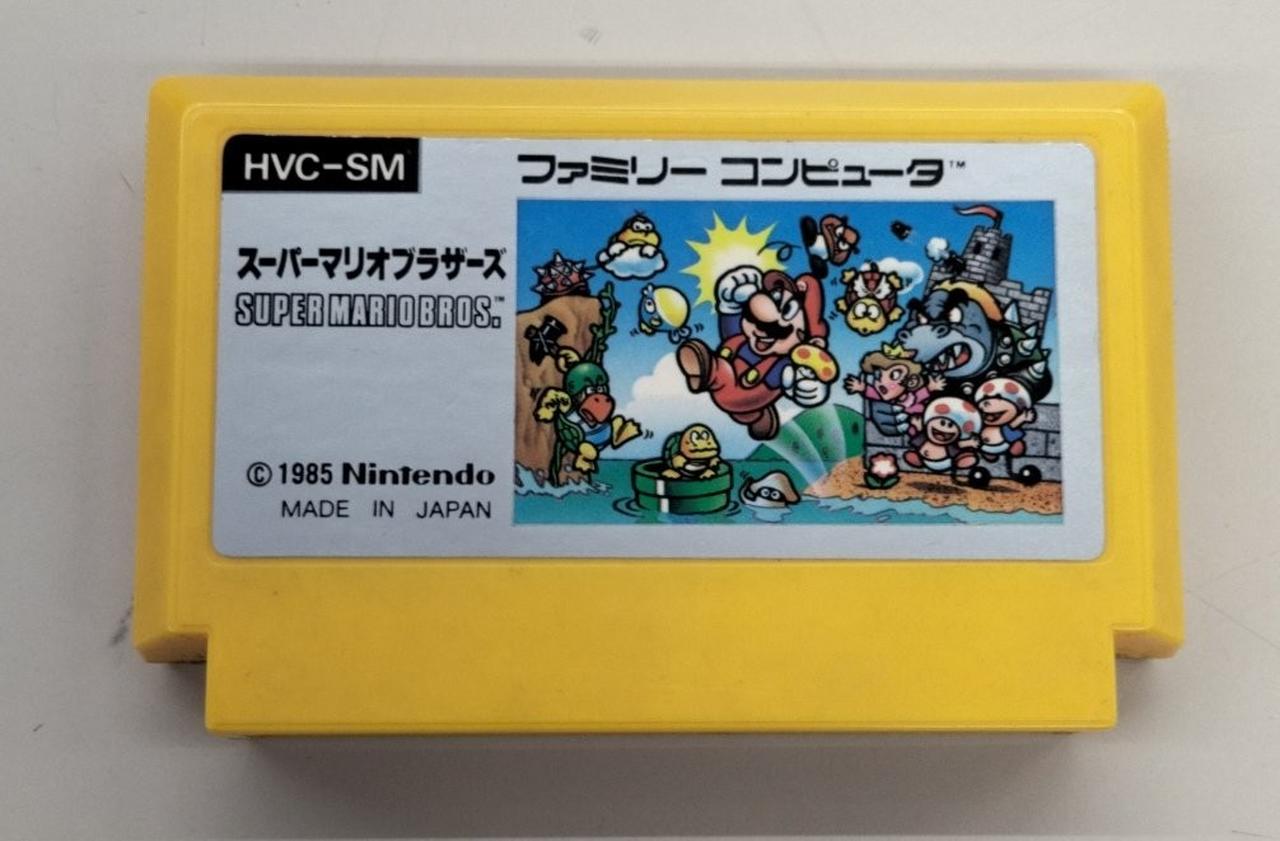 HVC-SM
ファミリー コンピュータ™
スーパーマリオブラザーズ
SUPER MARIO BROS.™
© 1985 Nintendo
MADE IN JAPAN